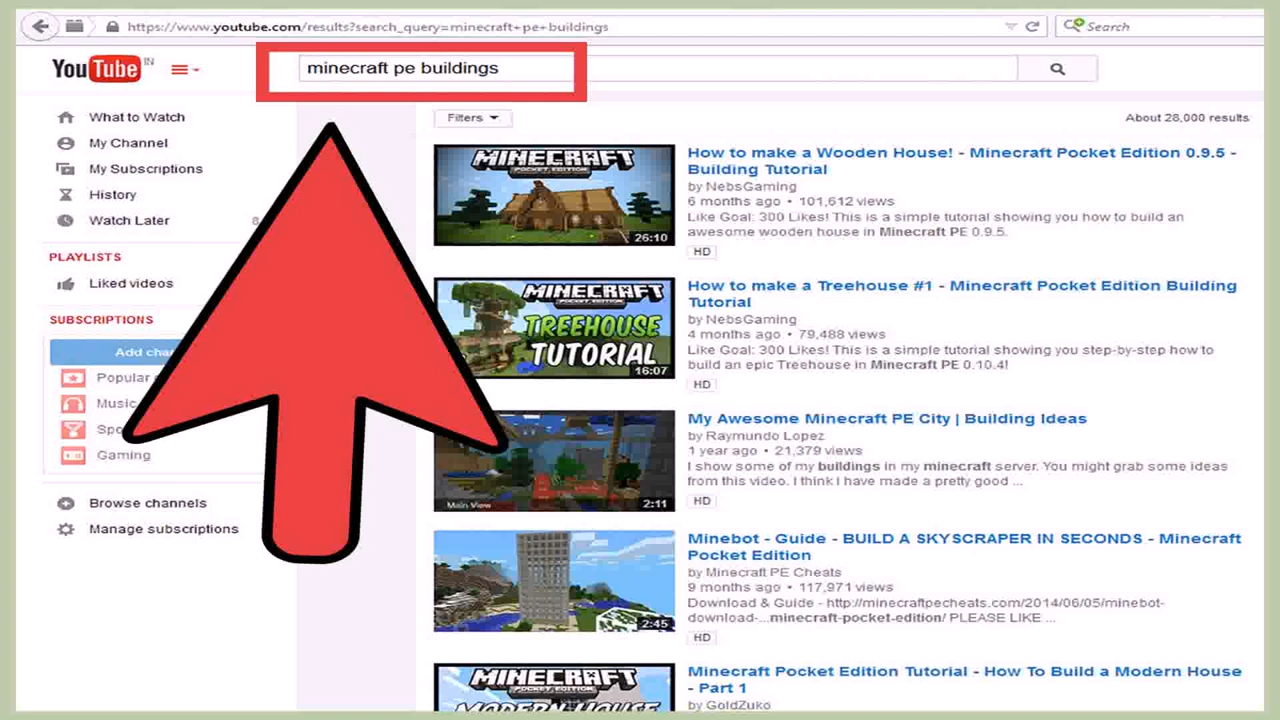 https://www.youtube.com/results?search_query=minecraft+pe+buildings
Search
YouTube IN
minecraft pe buildings
What to Watch
My Channel
My Subscriptions
History
Watch Later
8
PLAYLISTS
Liked videos
SUBSCRIPTIONS
Add cha
Popular
Music
Spo
Gaming
Browse channels
Manage subscriptions
Filters
About 28,000 results
MINECRAFT
POCKET EDITION
26:10
How to make a Wooden House! - Minecraft Pocket Edition 0.9.5 -
Building Tutorial
by NebsGaming
6 months ago • 101,612 views
Like Goal: 300 Likes! This is a simple tutorial showing you how to build an
awesome wooden house in Minecraft PE 0.9.5.
HD
MINECRAFT
POCKET EDITION
TREEHOUSE
TUTORIAL
16:07
How to make a Treehouse #1 - Minecraft Pocket Edition Building
Tutorial
by NebsGaming
4 months ago • 79,488 views
Like Goal: 300 Likes! This is a simple tutorial showing you step-by-step how to
build an epic Treehouse in Minecraft PE 0.10.4!
HD
Main View
2:11
My Awesome Minecraft PE City | Building Ideas
by Raymundo Lopez
1 year ago • 21,379 views
I show some of my buildings in my minecraft server. You might grab some ideas
from this video. I think I have made a pretty good ...
HD
2:45
Minebot - Guide - BUILD A SKYSCRAPER IN SECONDS - Minecraft
Pocket Edition
by Minecraft PE Cheats
9 months ago • 117,971 views
Download & Guide - http://minecraftpecheats.com/2014/06/05/minebot-
download-...minecraft-pocket-edition/ PLEASE LIKE ...
HD
MINECRAFT
POCKET EDITION
MODERN HOUSE
Minecraft Pocket Edition Tutorial - How To Build a Modern House
- Part 1
by GoldZuko